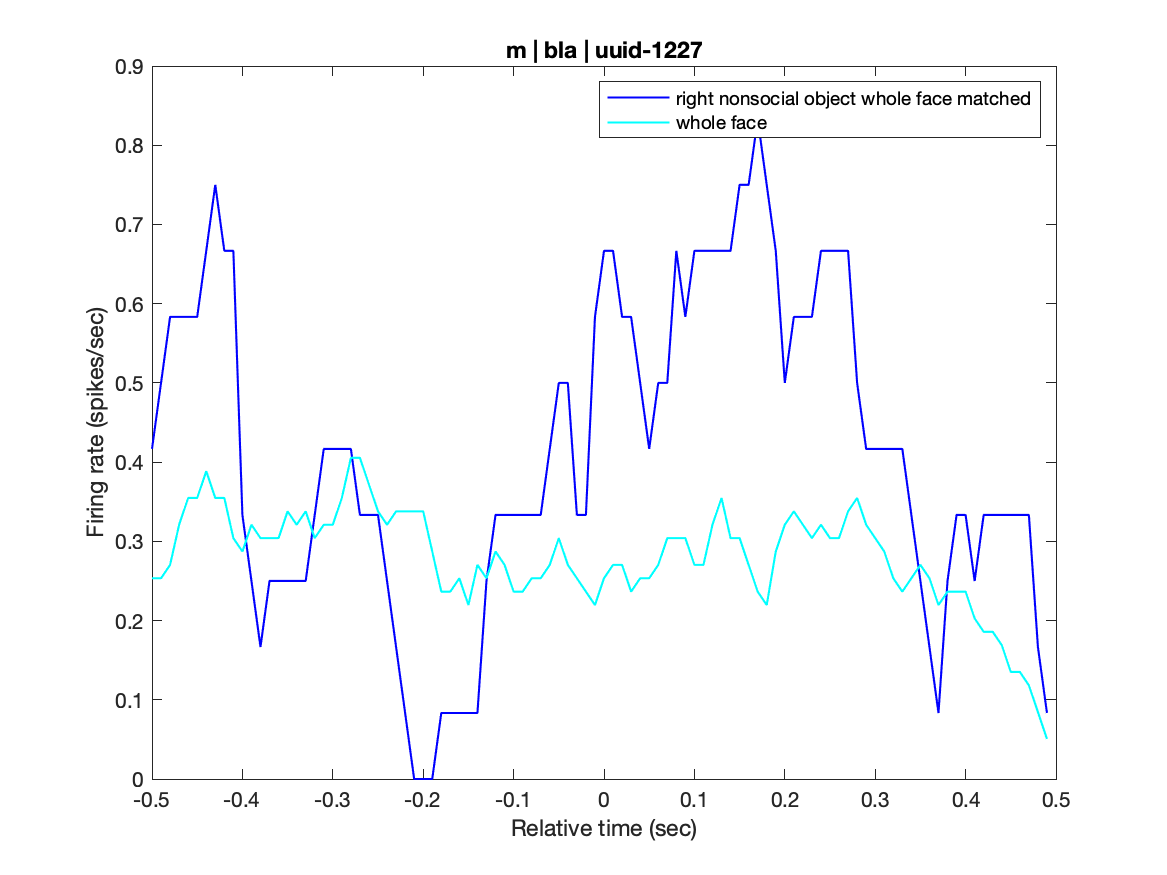 m | bla | uuid-1227
right nonsocial object whole face matched
whole face
Firing rate (spikes/sec)
0.9
0.8
0.7
0.6
0.5
0.4
0.3
0.2
0.1
0
-0.5 -0.4 -0.3 -0.2 -0.1 0 0.1 0.2 0.3 0.4 0.5
Relative time (sec)